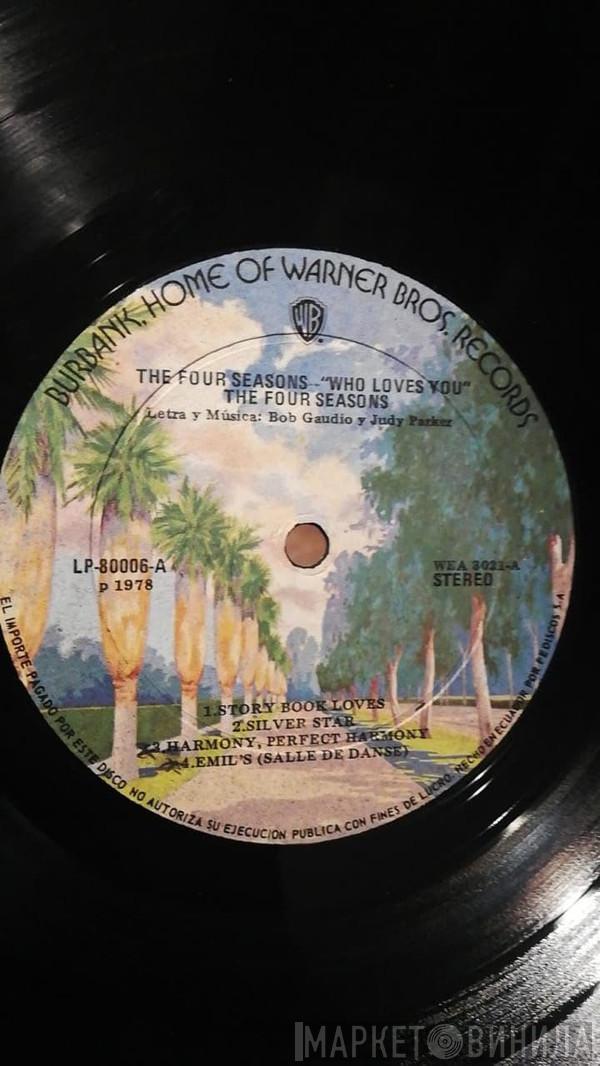 BURBANK, HOME OF WARNER BROS. RECORDS
WB
THE FOUR SEASONS--"WHO LOVES YOU"
THE FOUR SEASONS
Letra y Música: Bob Gaudio y Judy Parker
LP-80006-A
p 1978
WEA 3021-A
STEREO
1.STORY BOOK LOVES
2.SILVER STAR
3.HARMONY, PERFECT HARMONY
4.EMIL'S (SALLE DE DANSE)
EL IMPORTE PAGADO POR ESTE DISCO NO AUTORIZA SU EJECUCION PUBLICA CON FINES DE LUCRO. HECHO EN ECUADOR POR FEDISCOS S.A.
МАРКЕТ ВИНИЛА